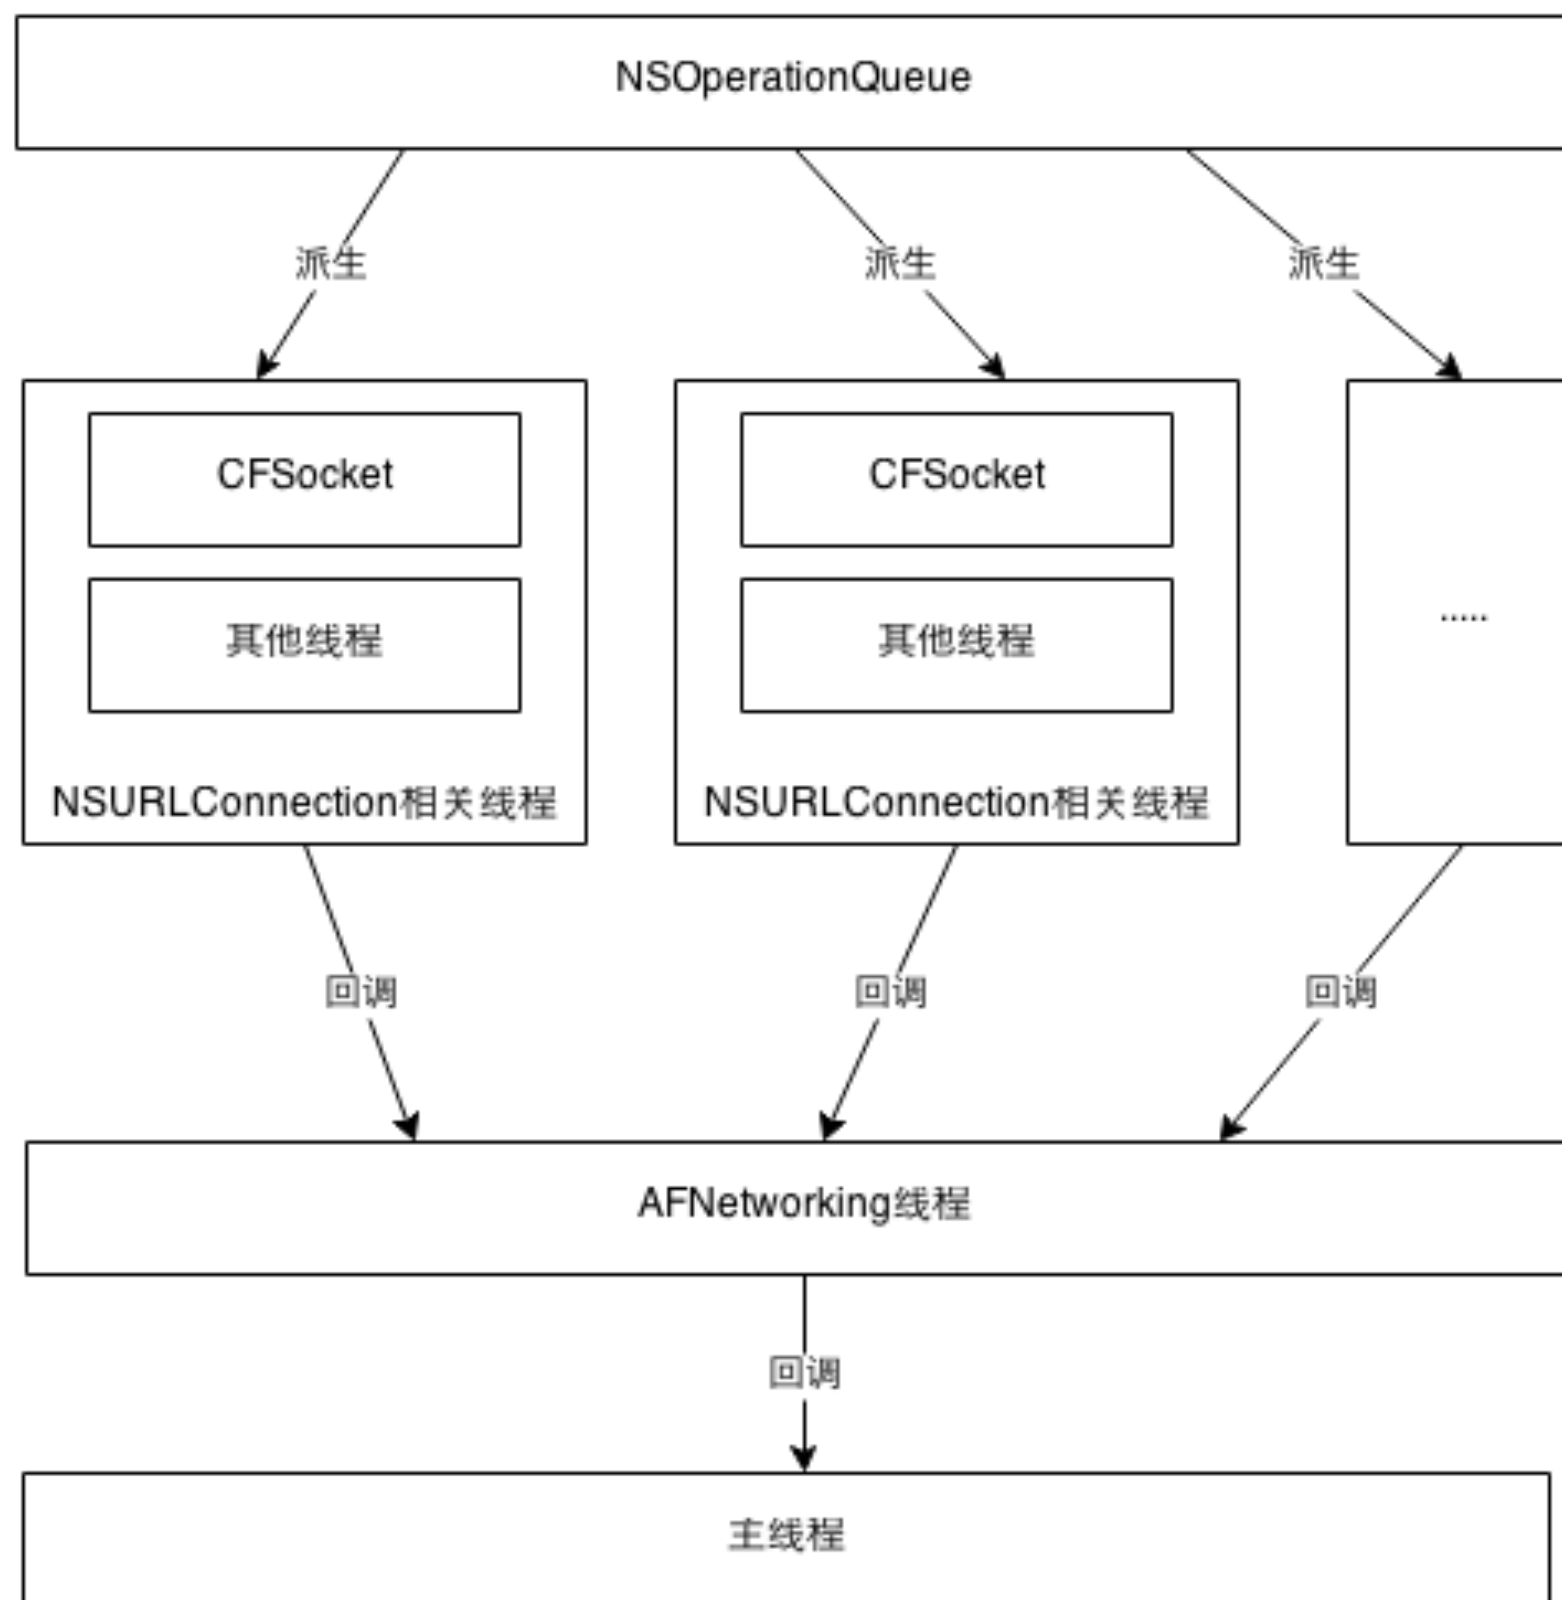 NSOperationQueue
派生
派生
派生
CFSocket
CFSocket
其他线程
其他线程
.....
NSURLConnection相关线程
NSURLConnection相关线程
回调
回调
回调
AFNetworking线程
回调
主线程